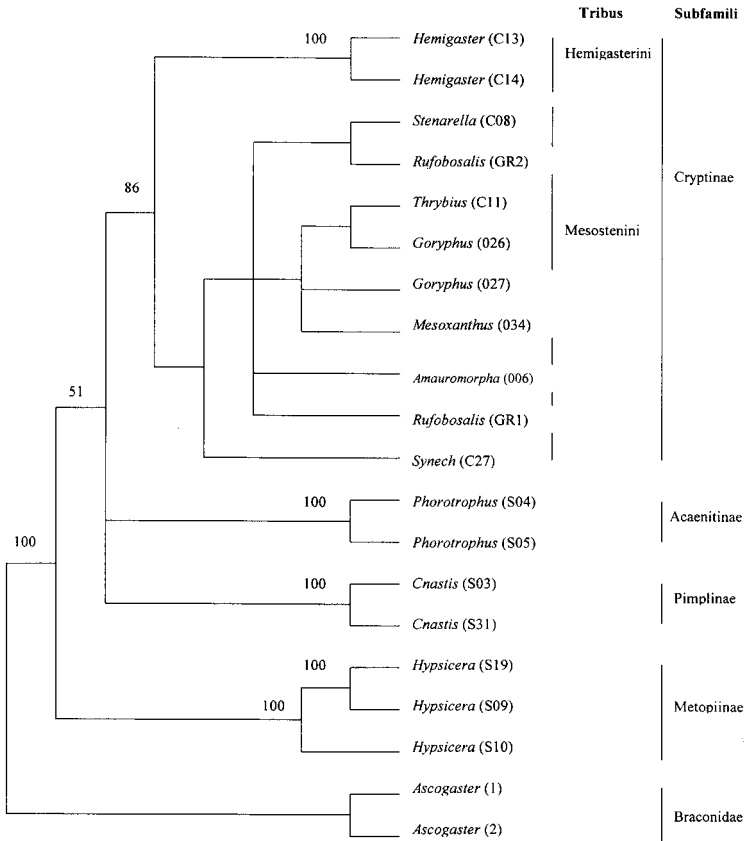 Tribus Subfamili
100 Hemigaster (C13)
Hemigasterini
Hemigaster (C14)
Stenarella (C08)
Rufobosalis (GR2)
Cryptinae
86
Thrybius (C11)
Mesostenini
Goryphus (026)
Goryphus (027)
Mesoxanthus (034)
Amauromorpha (006)
51
Rufobosalis (GR1)
Synech (C27)
100 Phorotrophus (S04)
Acaenitinae
100
Phorotrophus (S05)
100 Cnastis (S03)
Pimplinae
Cnastis (S31)
100 Hypsicera (S19)
100 Hypsicera (S09)
Metopiinae
Hypsicera (S10)
Ascogaster (1)
Braconidae
Ascogaster (2)